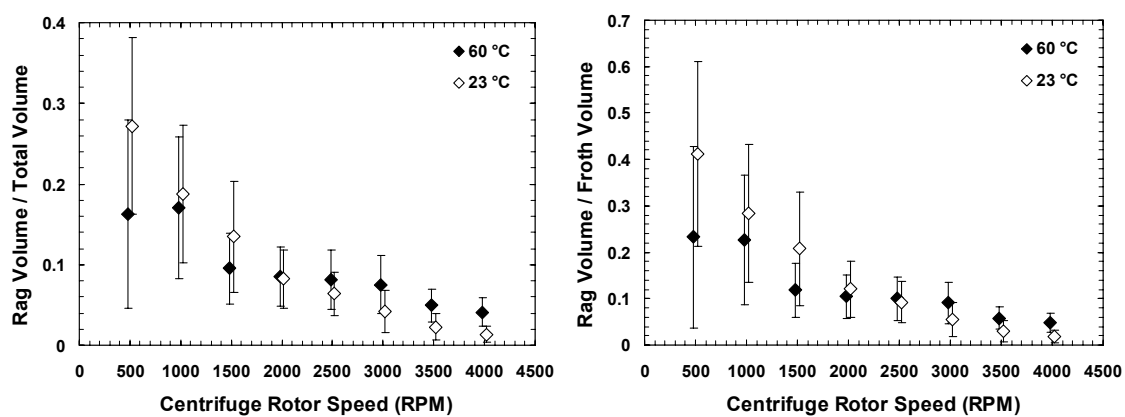 0.4
0.3
0.2
0.1
0
Rag Volume / Total Volume
60 °C
23 °C
0 500 1000 1500 2000 2500 3000 3500 4000 4500
Centrifuge Rotor Speed (RPM)
0.7
0.6
0.5
0.4
0.3
0.2
0.1
0
Rag Volume / Froth Volume
60 °C
23 °C
0 500 1000 1500 2000 2500 3000 3500 4000 4500
Centrifuge Rotor Speed (RPM)